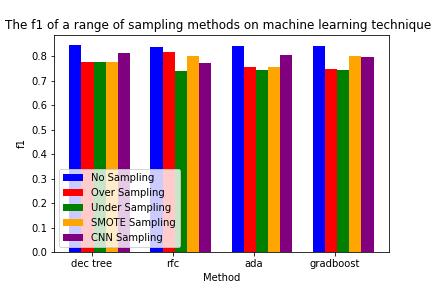 The f1 of a range of sampling methods on machine learning technique
f1
0.8
0.7
0.6
0.5
0.4
0.3
0.2
0.1
0.0
No Sampling
Over Sampling
Under Sampling
SMOTE Sampling
CNN Sampling
dec tree rfc ada gradboost
Method